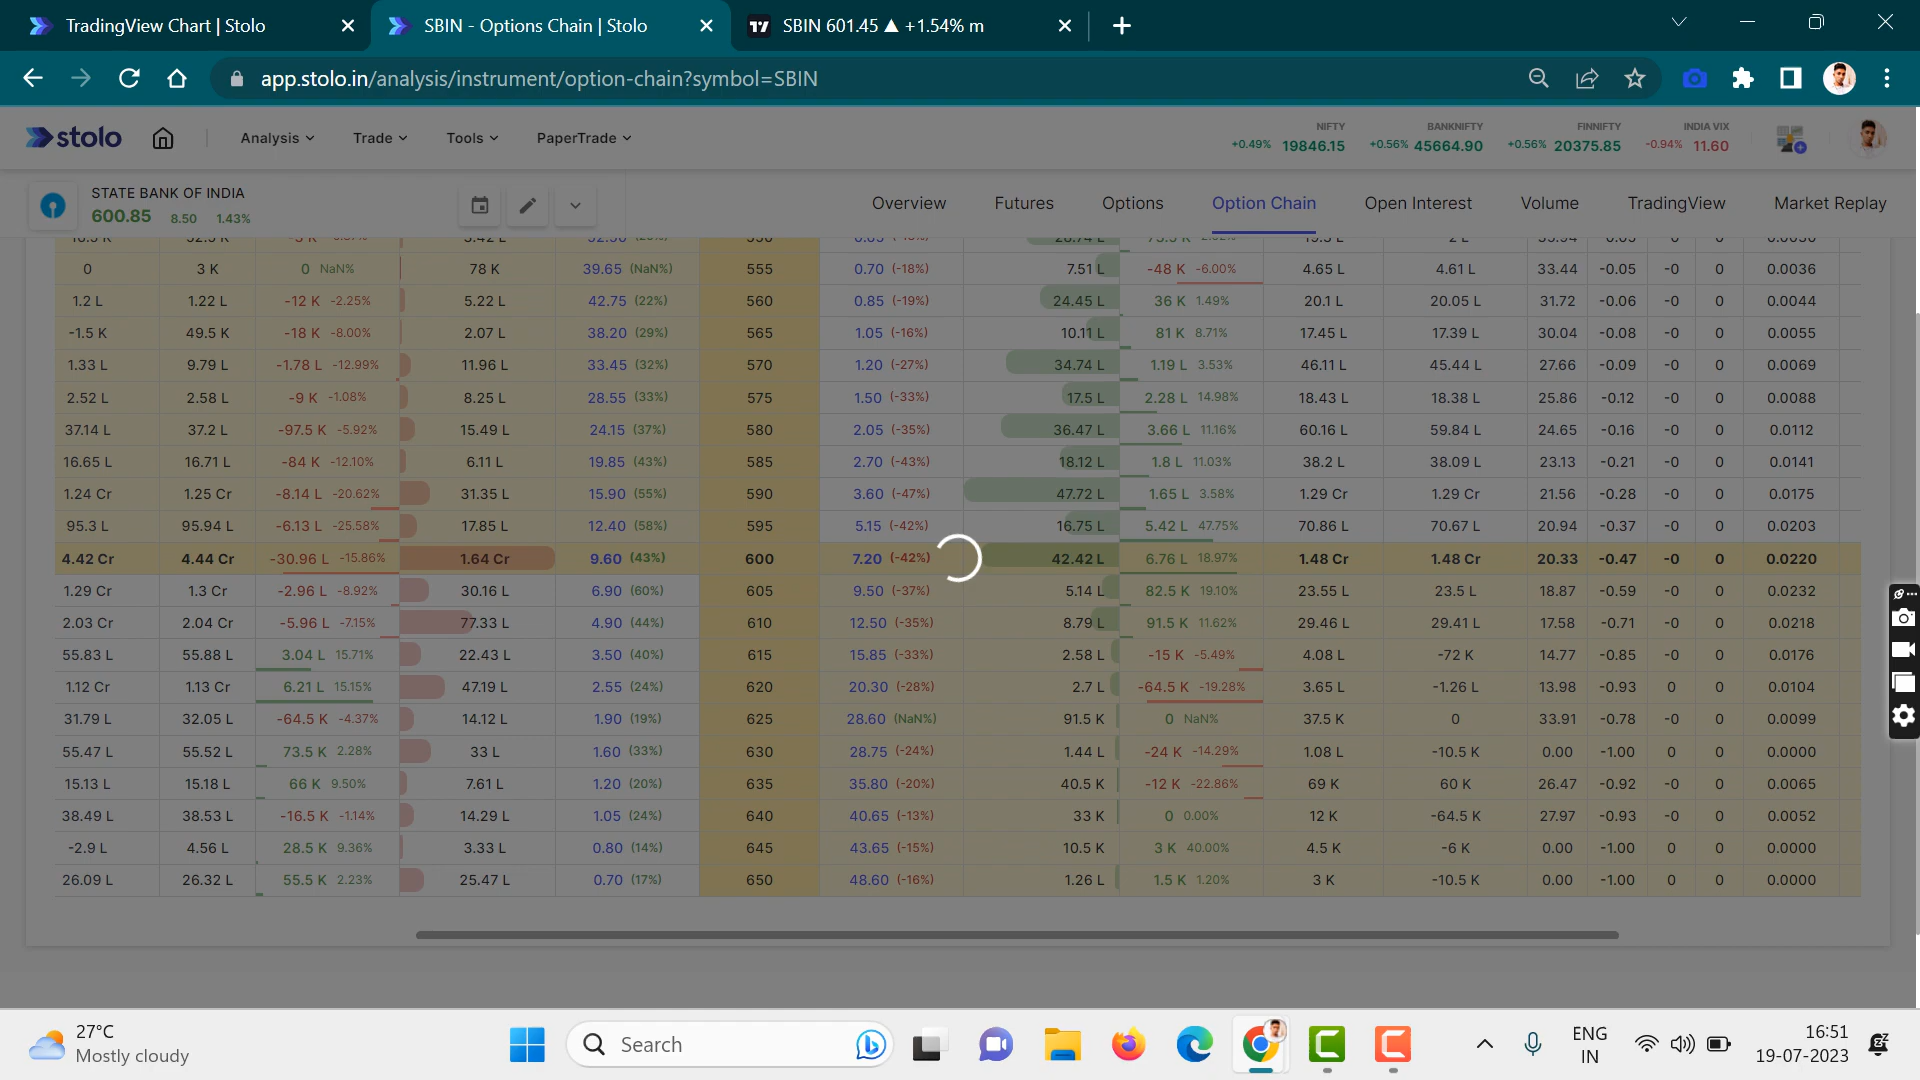 TradingView Chart | Stolo
SBIN - Options Chain | Stolo
SBIN 601.45 ▲ +1.54% m
app.stolo.in/analysis/instrument/option-chain?symbol=SBIN
stolo
Analysis
Trade
Tools
PaperTrade
NIFTY
+0.49% 19846.15
BANKNIFTY
+0.56% 45664.90
FINNIFTY
+0.56% 20375.85
INDIA VIX
-0.94% 11.60
STATE BANK OF INDIA
600.85 8.50 1.43%
Overview
Futures
Options
Option Chain
Open Interest
Volume
TradingView
Market Replay
0 3 K 0 NaN% 78 K 39.65 (NaN%) 555 0.70 (-18%) 7.51 L -48 K -6.00% 4.65 L 4.61 L 33.44 -0.05 -0 0 0.0036
1.2 L 1.22 L -12 K -2.25% 5.22 L 42.75 (22%) 560 0.85 (-19%) 24.45 L 36 K 1.49% 20.1 L 20.05 L 31.72 -0.06 -0 0 0.0044
-1.5 K 49.5 K -18 K -8.00% 2.07 L 38.20 (29%) 565 1.05 (-16%) 10.11 L 81 K 8.71% 17.45 L 17.39 L 30.04 -0.08 -0 0 0.0055
1.33 L 9.79 L -1.78 L -12.99% 11.96 L 33.45 (32%) 570 1.20 (-27%) 34.74 L 1.19 L 3.53% 46.11 L 45.44 L 27.66 -0.09 -0 0 0.0069
2.52 L 2.58 L -9 K -1.08% 8.25 L 28.55 (33%) 575 1.50 (-33%) 17.5 L 2.28 L 14.98% 18.43 L 18.38 L 25.86 -0.12 -0 0 0.0088
37.14 L 37.2 L -97.5 K -5.92% 15.49 L 24.15 (37%) 580 2.05 (-35%) 36.47 L 3.66 L 11.16% 60.16 L 59.84 L 24.65 -0.16 -0 0 0.0112
16.65 L 16.71 L -84 K -12.10% 6.11 L 19.85 (43%) 585 2.70 (-43%) 18.12 L 1.8 L 11.03% 38.2 L 38.09 L 23.13 -0.21 -0 0 0.0141
1.24 Cr 1.25 Cr -8.14 L -20.62% 31.35 L 15.90 (55%) 590 3.60 (-47%) 47.72 L 1.65 L 3.58% 1.29 Cr 1.29 Cr 21.56 -0.28 -0 0 0.0175
95.3 L 95.94 L -6.13 L -25.58% 17.85 L 12.40 (58%) 595 5.15 (-42%) 16.75 L 5.42 L 47.75% 70.86 L 70.67 L 20.94 -0.37 -0 0 0.0203
4.42 Cr 4.44 Cr -30.96 L -15.86% 1.64 Cr 9.60 (43%) 600 7.20 (-42%) 42.42 L 6.76 L 18.97% 1.48 Cr 1.48 Cr 20.33 -0.47 -0 0 0.0220
1.29 Cr 1.3 Cr -2.96 L -8.92% 30.16 L 6.90 (60%) 605 9.50 (-37%) 5.14 L 82.5 K 19.10% 23.55 L 23.5 L 18.87 -0.59 -0 0 0.0232
2.03 Cr 2.04 Cr -5.96 L -7.15% 77.33 L 4.90 (44%) 610 12.50 (-35%) 8.79 L 91.5 K 11.62% 29.46 L 29.41 L 17.58 -0.71 -0 0 0.0218
55.83 L 55.88 L 3.04 L 15.71% 22.43 L 3.50 (40%) 615 15.85 (-33%) 2.58 L -15 K -5.49% 4.08 L -72 K 14.77 -0.85 -0 0 0.0176
1.12 Cr 1.13 Cr 6.21 L 15.15% 47.19 L 2.55 (24%) 620 20.30 (-28%) 2.7 L -64.5 K -19.28% 3.65 L -1.26 L 13.98 -0.93 0 0 0.0104
31.79 L 32.05 L -64.5 K -4.37% 14.12 L 1.90 (19%) 625 28.60 (NaN%) 91.5 K 0 NaN% 37.5 K 0 33.91 -0.78 -0 0 0.0099
55.47 L 55.52 L 73.5 K 2.28% 33 L 1.60 (33%) 630 28.75 (-24%) 1.44 L -24 K -14.29% 1.08 L -10.5 K 0.00 -1.00 0 0 0.0000
15.13 L 15.18 L 66 K 9.50% 7.61 L 1.20 (20%) 635 35.80 (-20%) 40.5 K -12 K -22.86% 69 K 60 K 26.47 -0.92 -0 0 0.0065
38.49 L 38.53 L -16.5 K -1.14% 14.29 L 1.05 (24%) 640 40.65 (-13%) 33 K 0 0.00% 12 K -64.5 K 27.97 -0.93 -0 0 0.0052
-2.9 L 4.56 L 28.5 K 9.36% 3.33 L 0.80 (14%) 645 43.65 (-15%) 10.5 K 3 K 40.00% 4.5 K -6 K 0.00 -1.00 0 0 0.0000
26.09 L 26.32 L 55.5 K 2.23% 25.47 L 0.70 (17%) 650 48.60 (-16%) 1.26 L 1.5 K 1.20% 3 K -10.5 K 0.00 -1.00 0 0 0.0000
27°C
Mostly cloudy
Search
ENG
IN
16:51
19-07-2023